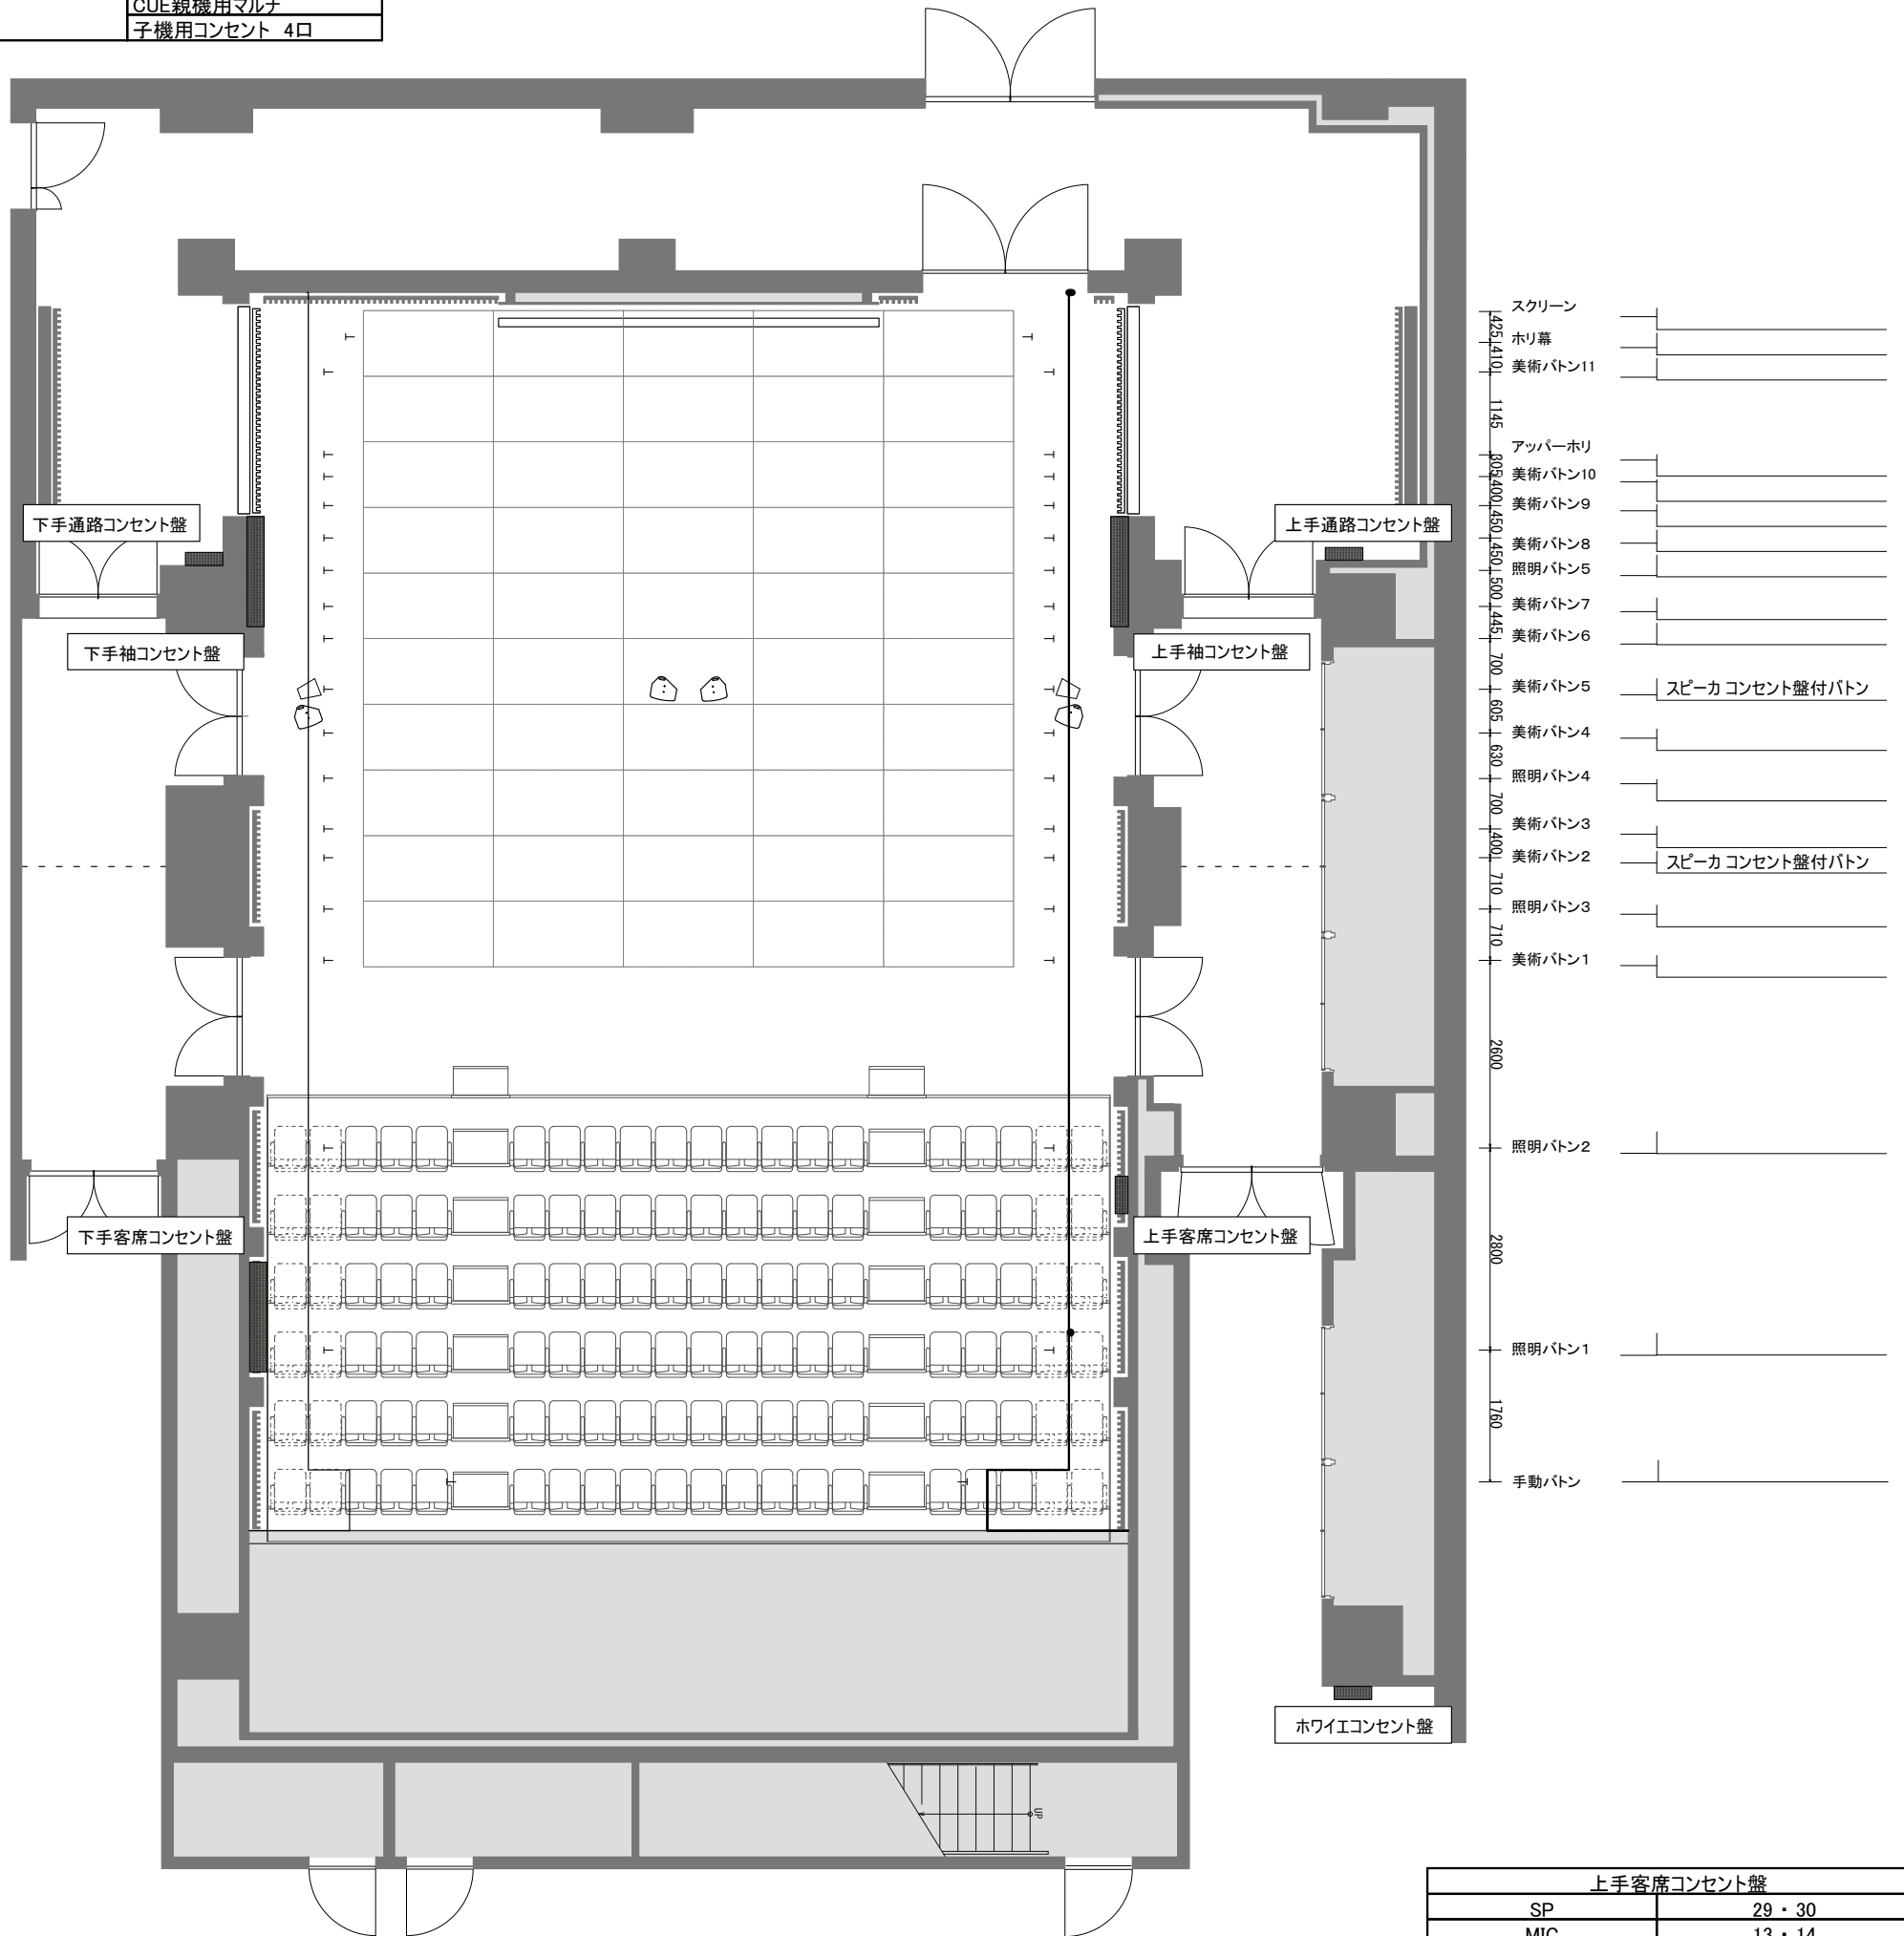 CUE親機用マルチ
子機用コンセント 4口
スクリーン
425
ホリ幕
410
美術バトン11
1145
アッパーホリ
305
美術バトン10
400
美術バトン9
450
美術バトン8
450
照明バトン5
500
美術バトン7
445
美術バトン6
700
美術バトン5 スピーカ コンセント盤付バトン
605
美術バトン4
630
照明バトン4
700
美術バトン3
400
美術バトン2 スピーカ コンセント盤付バトン
710
照明バトン3
710
美術バトン1
2600
照明バトン2
2800
照明バトン1
1760
手動バトン
下手通路コンセント盤
上手通路コンセント盤
下手袖コンセント盤
上手袖コンセント盤
下手客席コンセント盤
上手客席コンセント盤
ホワイエコンセント盤
UP
上手客席コンセント盤
SP 29・30
MIC 13・14